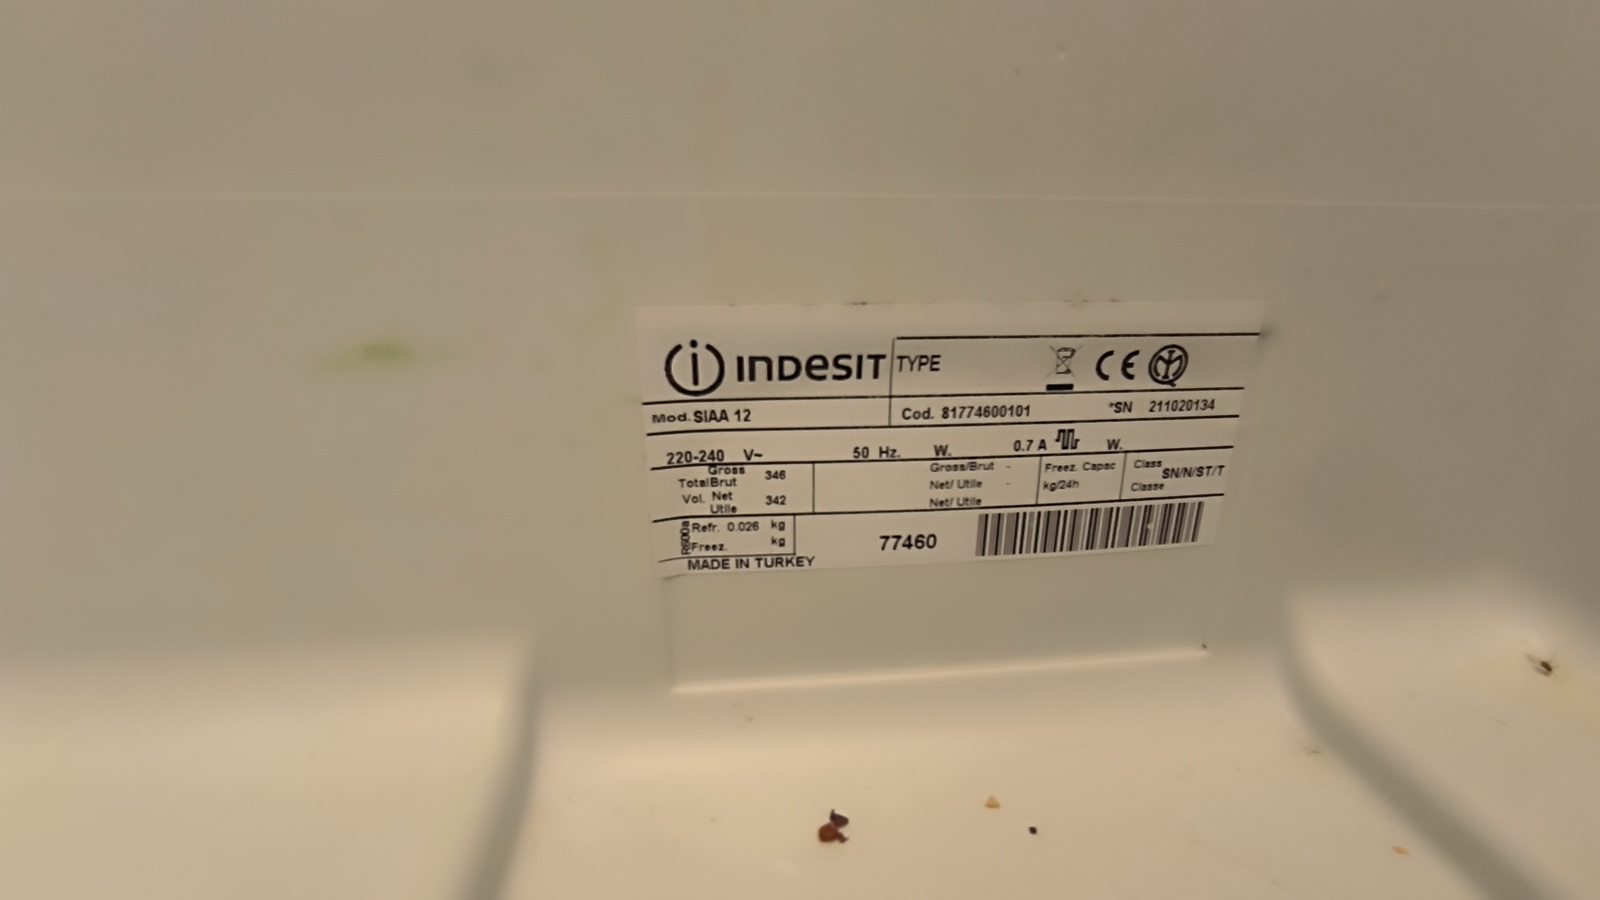 INDESIT TYPE CE
Mod. SIAA 12 Cod. 81774600101 *SN 211020134
220-240 V~ 50 Hz. W. 0.7 A W.
Gross 346 Gross/Brut - Freez. Capac Class SN/N/ST/T
Total Brut
Vol. Net 342 Net/ Utile - kg/24h Classe
Utile Net/ Utile
R600a Refr. 0.026 kg
Freez. kg 77460
MADE IN TURKEY